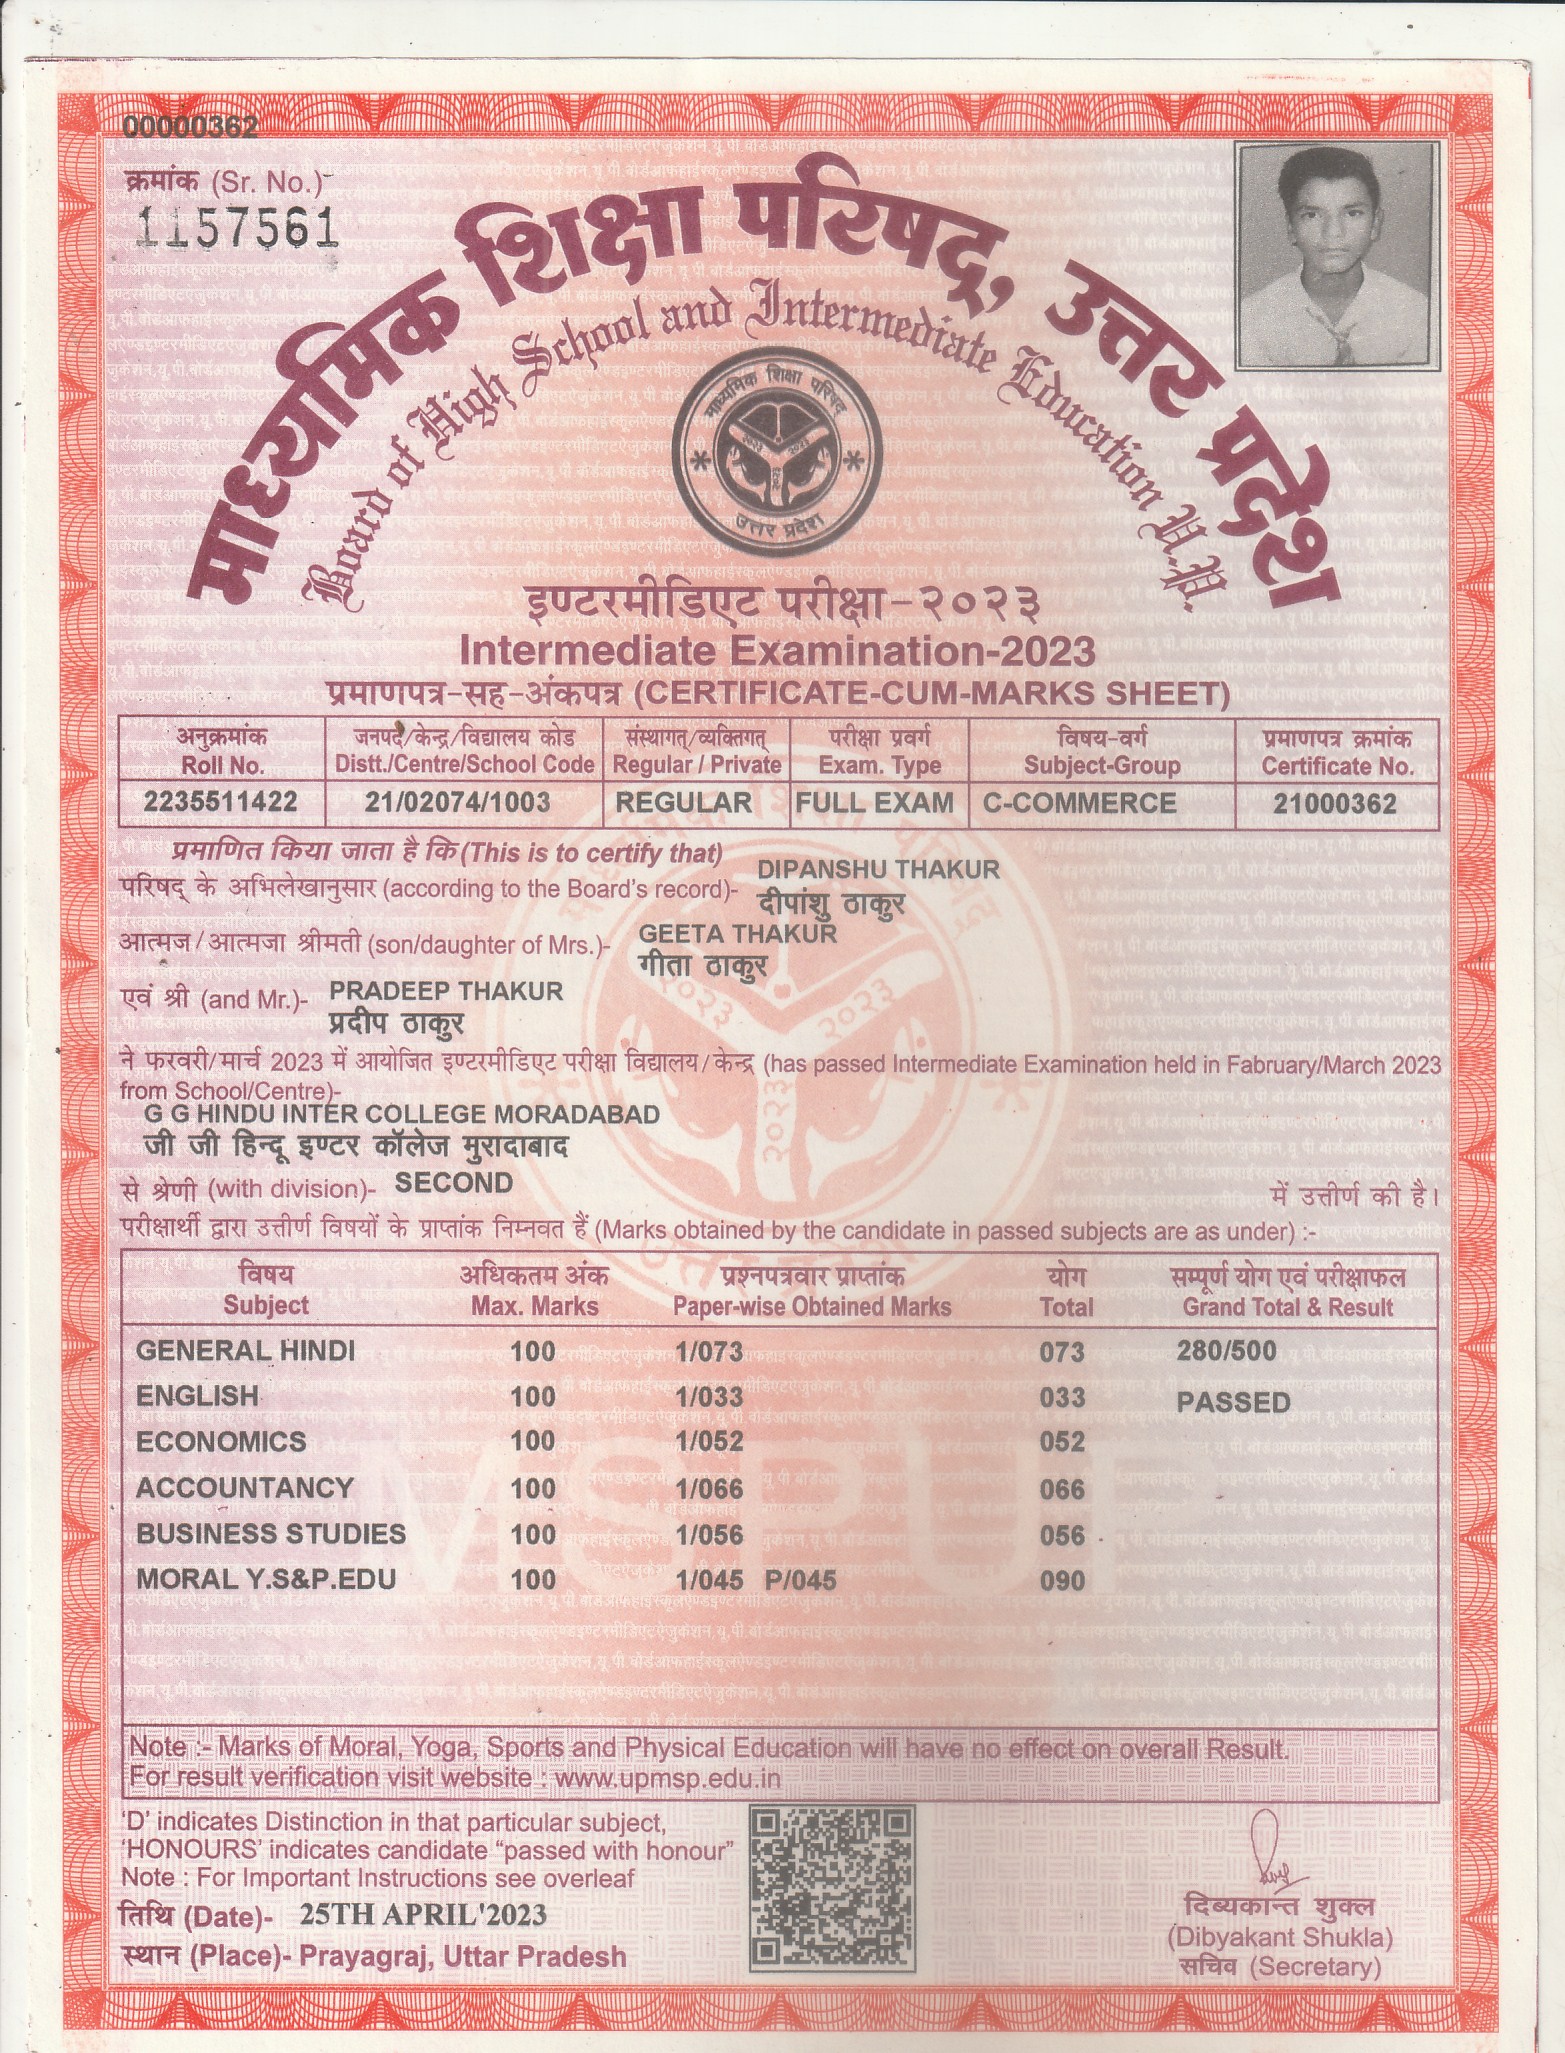 00000362
क्रमांक (Sr. No.)-
1157561
माध्यमिक शिक्षा परिषद्, उत्तर प्रदेश
Board of High School and Intermediate Education U.P.
माध्यमिक शिक्षा परिषद
२०२३ २०२३
२०२३
उत्तर प्रदेश
इण्टरमीडिएट परीक्षा-२०२३
Intermediate Examination-2023
प्रमाणपत्र-सह-अंकपत्र (CERTIFICATE-CUM-MARKS SHEET)
अनुक्रमांक जनपद/केन्द्र/विद्यालय कोड संस्थागत्/व्यक्तिगत् परीक्षा प्रवर्ग विषय-वर्ग प्रमाणपत्र क्रमांक
Roll No. Distt./Centre/School Code Regular / Private Exam. Type Subject-Group Certificate No.
2235511422 21/02074/1003 REGULAR FULL EXAM C-COMMERCE 21000362
प्रमाणित किया जाता है कि (This is to certify that)
परिषद् के अभिलेखानुसार (according to the Board's record)- DIPANSHU THAKUR
दीपांशु ठाकुर
आत्मज/आत्मजा श्रीमती (son/daughter of Mrs.)- GEETA THAKUR
गीता ठाकुर
एवं श्री (and Mr.)- PRADEEP THAKUR
प्रदीप ठाकुर
ने फरवरी/मार्च 2023 में आयोजित इण्टरमीडिएट परीक्षा विद्यालय/केन्द्र (has passed Intermediate Examination held in Fabruary/March 2023
from School/Centre)-
G G HINDU INTER COLLEGE MORADABAD
जी जी हिन्दू इण्टर कॉलेज मुरादाबाद
से श्रेणी (with division)- SECOND में उत्तीर्ण की है।
परीक्षार्थी द्वारा उत्तीर्ण विषयों के प्राप्तांक निम्नवत हैं (Marks obtained by the candidate in passed subjects are as under) :-
विषय अधिकतम अंक प्रश्नपत्रवार प्राप्तांक योग सम्पूर्ण योग एवं परीक्षाफल
Subject Max. Marks Paper-wise Obtained Marks Total Grand Total & Result
GENERAL HINDI 100 1/073 073 280/500
ENGLISH 100 1/033 033 PASSED
ECONOMICS 100 1/052 052
ACCOUNTANCY 100 1/066 066
BUSINESS STUDIES 100 1/056 056
MORAL Y.S&P.EDU 100 1/045 P/045 090
Note :- Marks of Moral, Yoga, Sports and Physical Education will have no effect on overall Result.
For result verification visit website : www.upmsp.edu.in
'D' indicates Distinction in that particular subject,
'HONOURS' indicates candidate "passed with honour"
Note : For Important Instructions see overleaf
तिथि (Date)- 25TH APRIL'2023
स्थान (Place)- Prayagraj, Uttar Pradesh
दिब्यकान्त शुक्ल
(Dibyakant Shukla)
सचिव (Secretary)